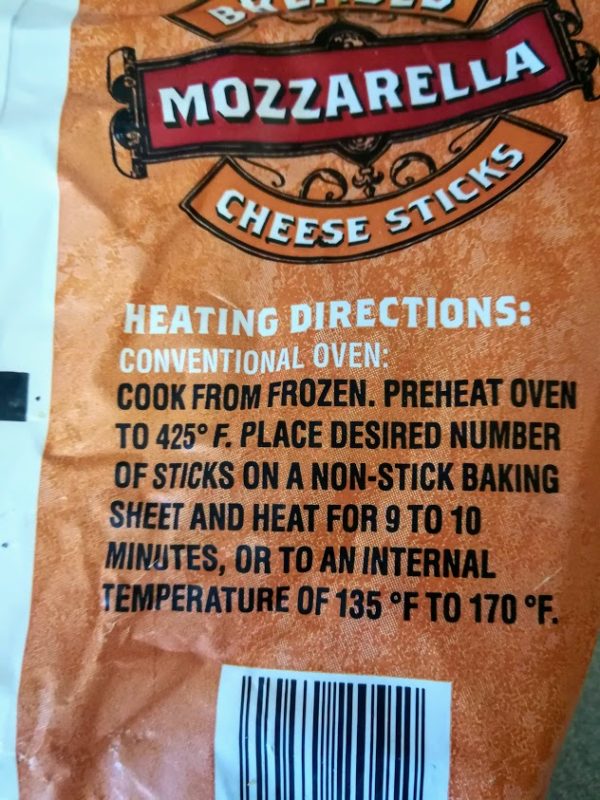 MOZZARELLA
CHEESE STICKS
HEATING DIRECTIONS:
CONVENTIONAL OVEN:
COOK FROM FROZEN. PREHEAT OVEN
TO 425° F. PLACE DESIRED NUMBER
OF STICKS ON A NON-STICK BAKING
SHEET AND HEAT FOR 9 TO 10
MINUTES, OR TO AN INTERNAL
TEMPERATURE OF 135 °F TO 170 °F.